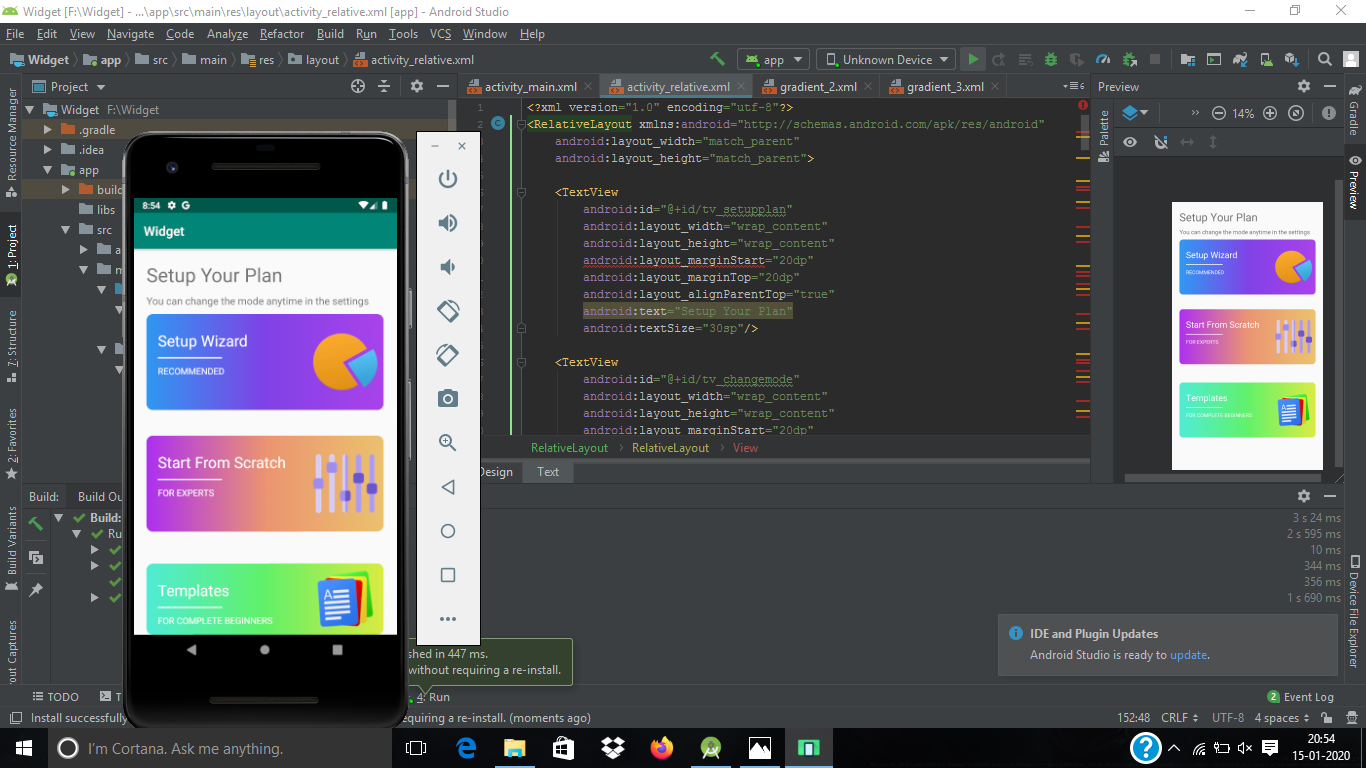 Widget [F:\Widget] - ...\app\src\main\res\layout\activity_relative.xml [app] - Android Studio
File Edit View Navigate Code Analyze Refactor Build Run Tools VCS Window Help
Widget app src main res layout activity_relative.xml
app Unknown Device
Project
activity_main.xml activity_relative.xml gradient_2.xml gradient_3.xml
Preview
Resource Manager
1: Project
Z: Structure
2: Favorites
Build Variants
out Captures
Widget F:\Widget
.gradle
.idea
app
build
libs
src
a
m
8:54
Widget
Setup Your Plan
You can change the mode anytime in the settings
Setup Wizard
RECOMMENDED
Start From Scratch
FOR EXPERTS
Templates
FOR COMPLETE BEGINNERS
1
2
<?xml version="1.0" encoding="utf-8"?>
<RelativeLayout xmlns:android="http://schemas.android.com/apk/res/android"
android:layout_width="match_parent"
android:layout_height="match_parent">
<TextView
android:id="@+id/tv_setupplan"
android:layout_width="wrap_content"
android:layout_height="wrap_content"
android:layout_marginStart="20dp"
android:layout_marginTop="20dp"
android:layout_alignParentTop="true"
android:text="Setup Your Plan"
android:textSize="30sp"/>
<TextView
android:id="@+id/tv_changemode"
android:layout_width="wrap_content"
android:layout_height="wrap_content"
android:layout_marginStart="20dp"
RelativeLayout RelativeLayout View
Design Text
Palette
14%
Setup Your Plan
You can change the mode anytime in the settings
Setup Wizard
RECOMMENDED
Start From Scratch
FOR EXPERTS
Templates
FOR COMPLETE BEGINNERS
Gradle
Preview
Device File Explorer
Build: Build Ou
Build:
Ru
3 s 24 ms
2 s 595 ms
10 ms
344 ms
356 ms
1 s 690 ms
shed in 447 ms.
without requiring a re-install.
IDE and Plugin Updates
Android Studio is ready to update.
TODO T 4: Run 2 Event Log
Install successfully quiring a re-install. (moments ago) 152:48 CRLF UTF-8 4 spaces
I'm Cortana. Ask me anything.
20:54
15-01-2020